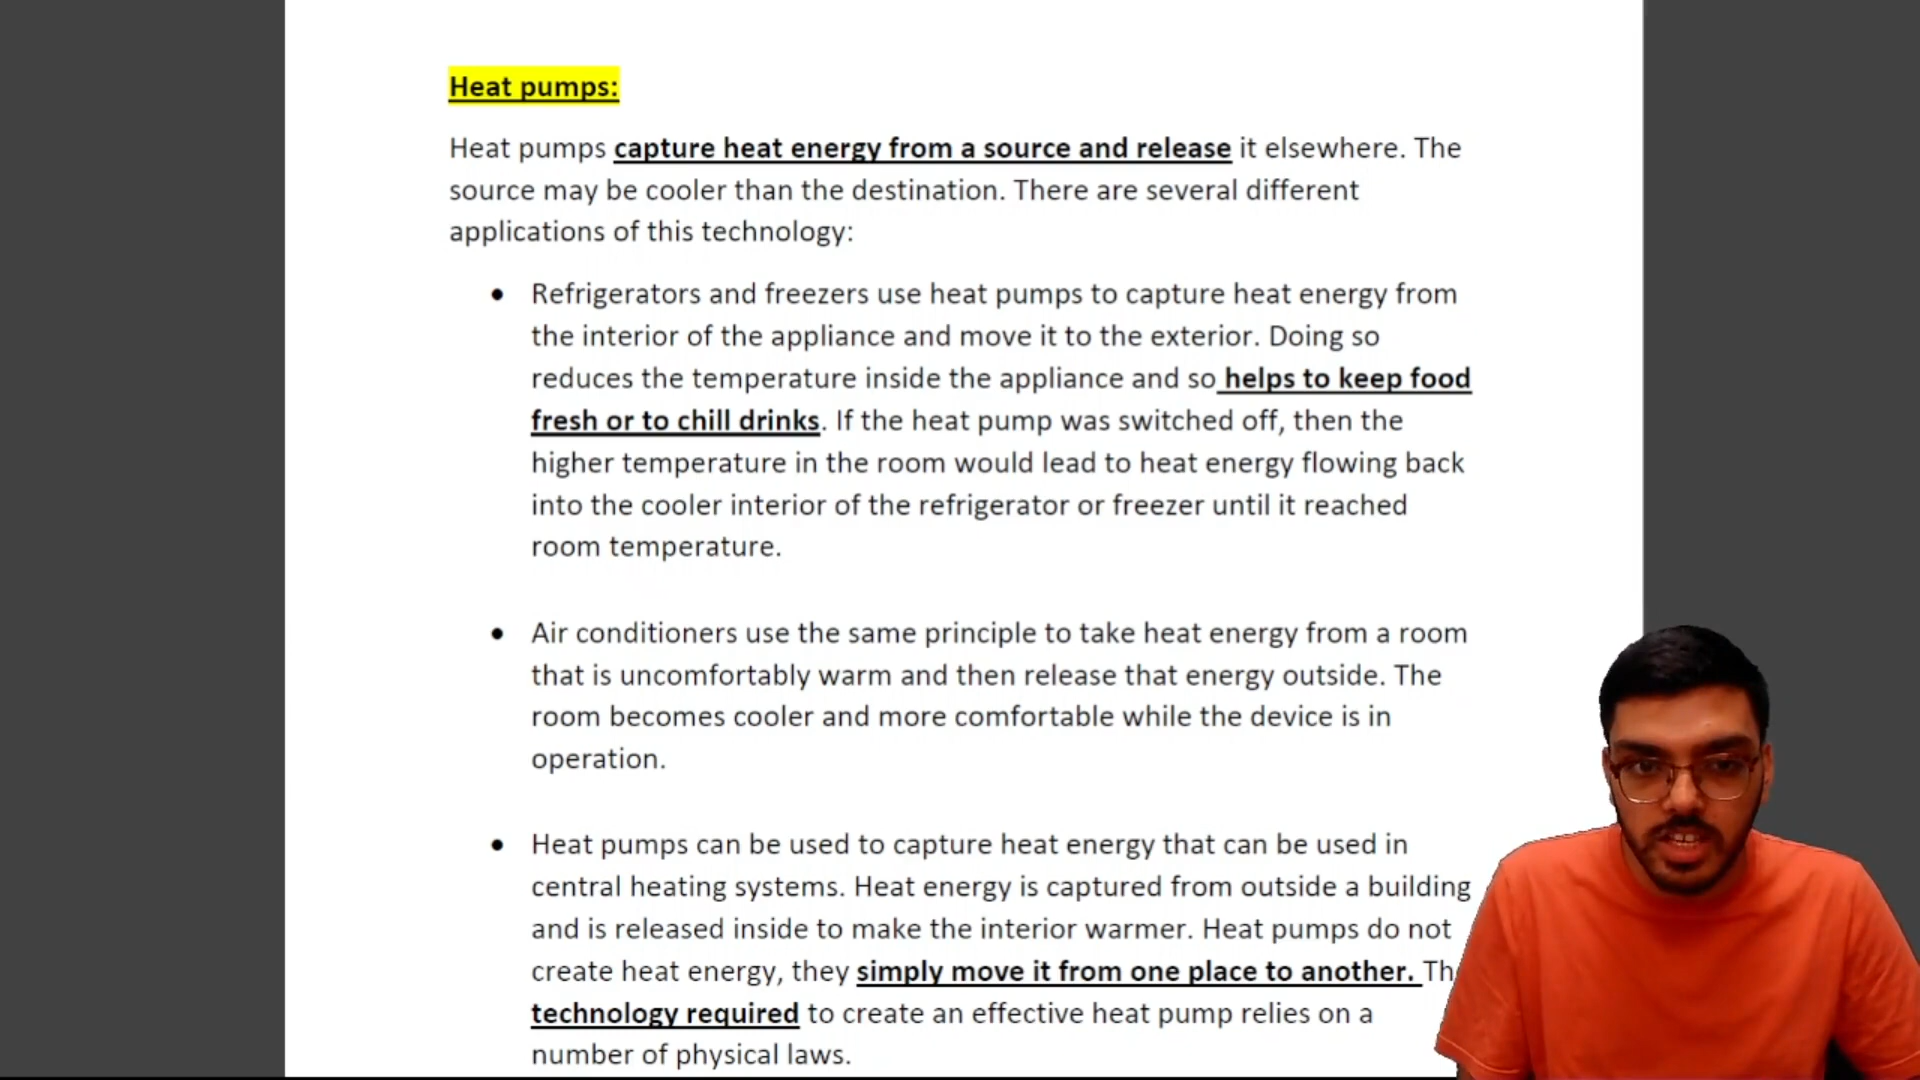 Heat pumps:
Heat pumps capture heat energy from a source and release it elsewhere. The
source may be cooler than the destination. There are several different
applications of this technology:
• Refrigerators and freezers use heat pumps to capture heat energy from
the interior of the appliance and move it to the exterior. Doing so
reduces the temperature inside the appliance and so helps to keep food
fresh or to chill drinks. If the heat pump was switched off, then the
higher temperature in the room would lead to heat energy flowing back
into the cooler interior of the refrigerator or freezer until it reached
room temperature.
• Air conditioners use the same principle to take heat energy from a room
that is uncomfortably warm and then release that energy outside. The
room becomes cooler and more comfortable while the device is in
operation.
• Heat pumps can be used to capture heat energy that can be used in
central heating systems. Heat energy is captured from outside a building
and is released inside to make the interior warmer. Heat pumps do not
create heat energy, they simply move it from one place to another.
technology required to create an effective heat pump relies on a
number of physical laws.